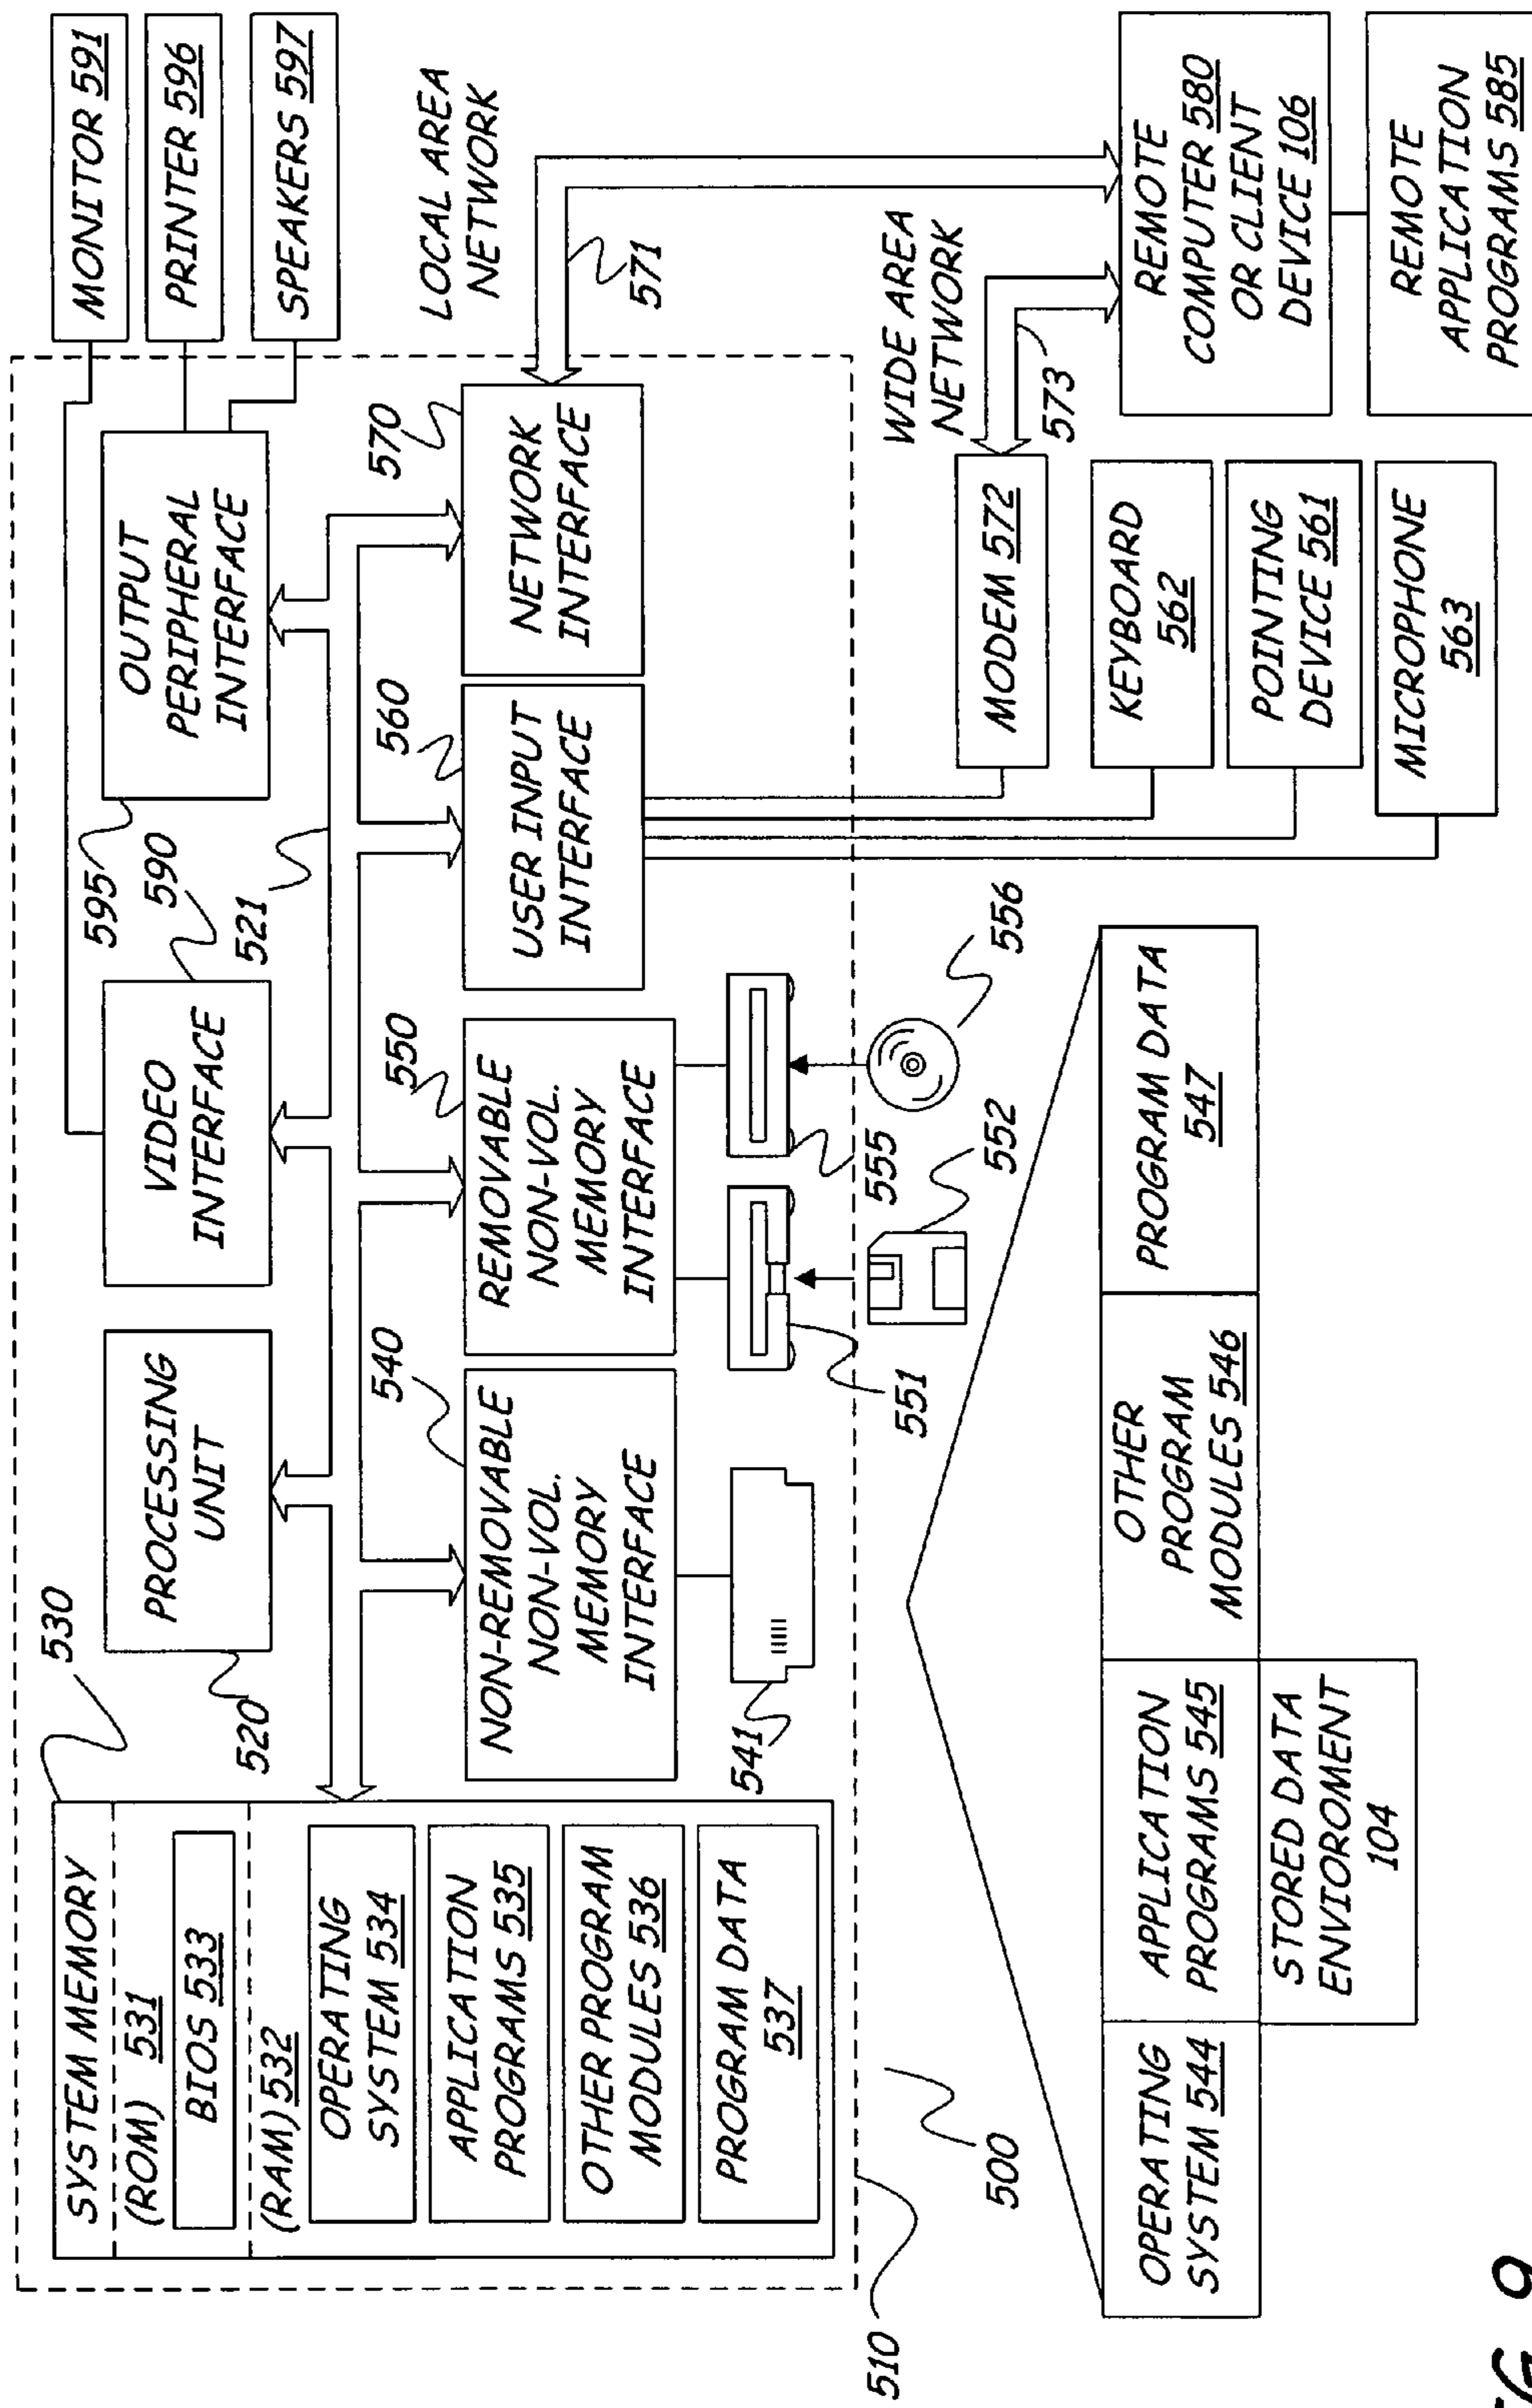 SYSTEM MEMORY
(ROM) 531
BIOS 533
(RAM) 532
OPERATING
SYSTEM 534
APPLICATION
PROGRAMS 535
OTHER PROGRAM
MODULES 536
PROGRAM DATA
537
530
520
PROCESSING
UNIT
VIDEO
INTERFACE
590
595
521
OUTPUT
PERIPHERAL
INTERFACE
MONITOR 591
PRINTER 596
SPEAKERS 597
540
NON-REMOVABLE
NON-VOL.
MEMORY
INTERFACE
550
REMOVABLE
NON-VOL.
MEMORY
INTERFACE
560
USER INPUT
INTERFACE
570
NETWORK
INTERFACE
LOCAL AREA
NETWORK
571
541
551
555
552
556
WIDE AREA
NETWORK
573
MODEM 572
KEYBOARD
562
POINTING
DEVICE 561
MICROPHONE
563
REMOTE
COMPUTER 580
OR CLIENT
DEVICE 106
REMOTE
APPLICATION
PROGRAMS 585
510
500
OPERATING
SYSTEM 544
APPLICATION
PROGRAMS 545
OTHER
PROGRAM
MODULES 546
PROGRAM DATA
547
STORED DATA
ENVIOROMENT
104